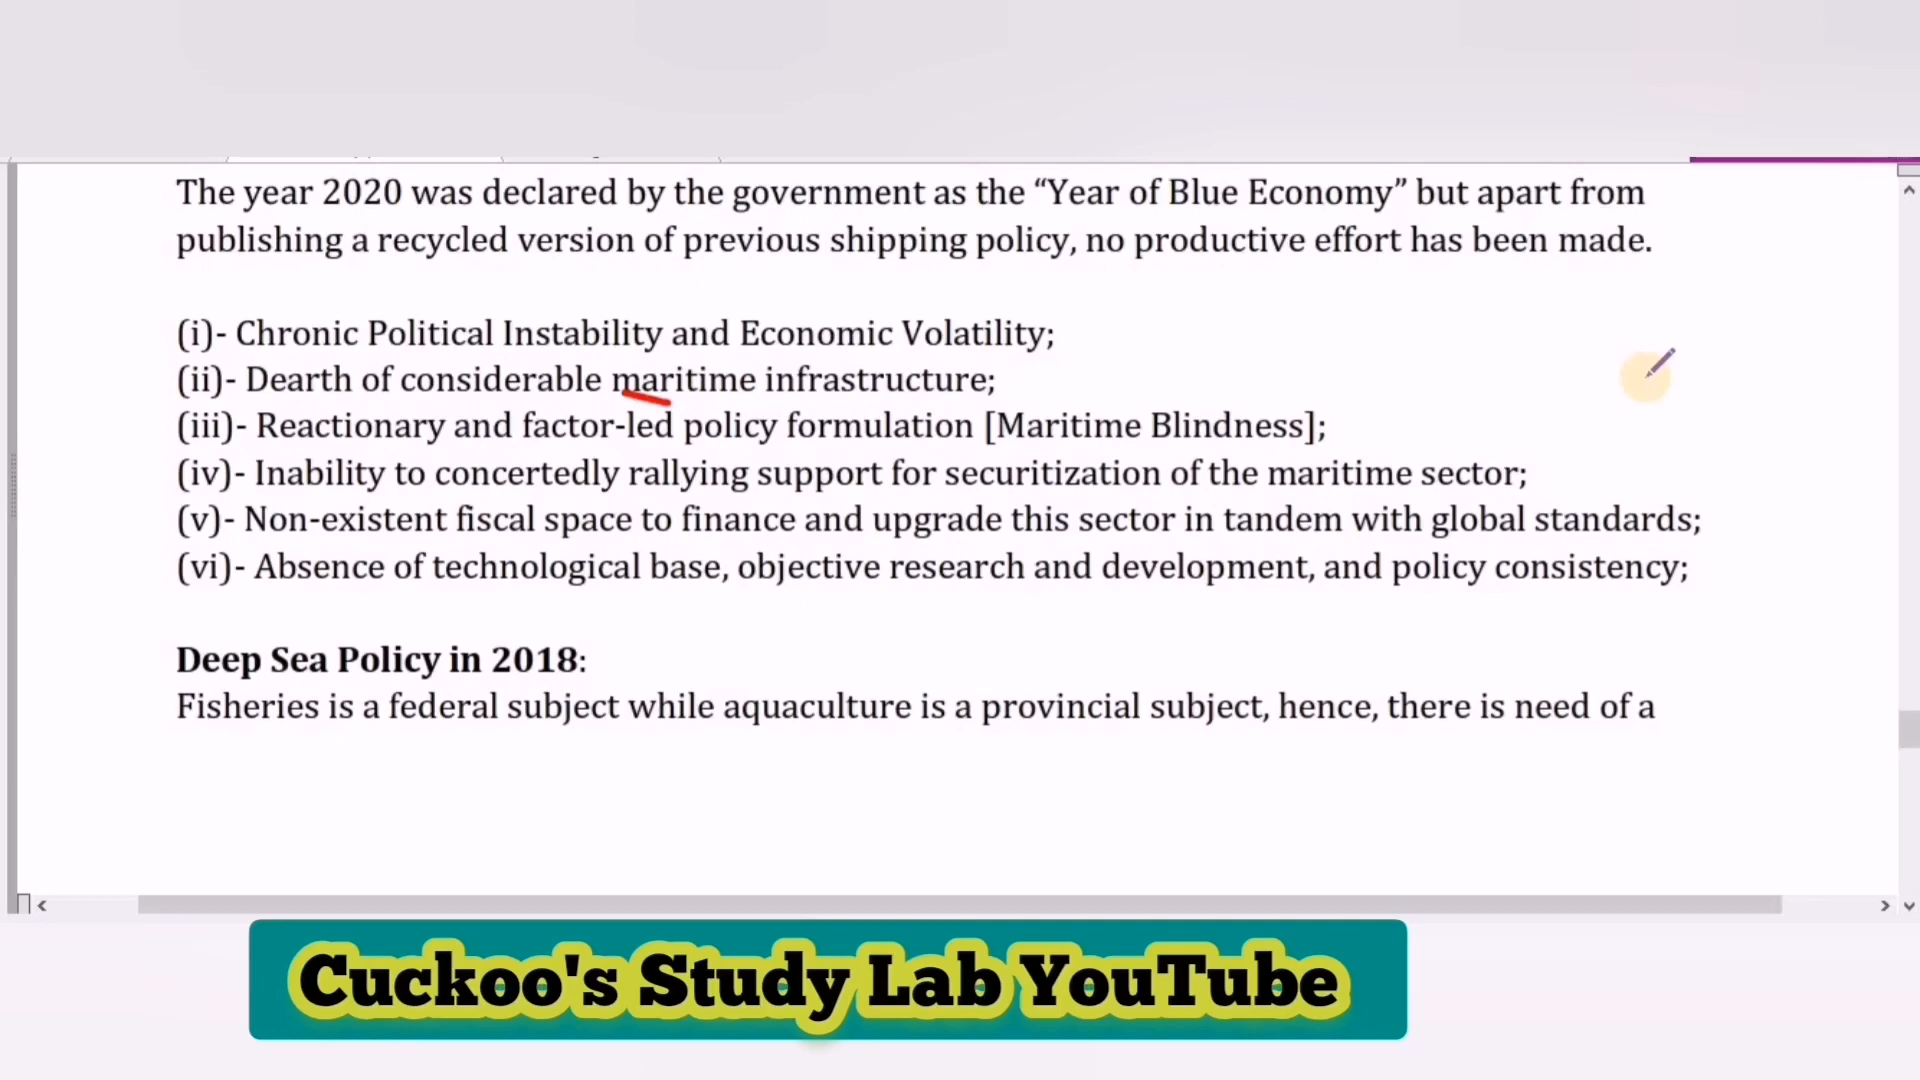 The year 2020 was declared by the government as the “Year of Blue Economy” but apart from
publishing a recycled version of previous shipping policy, no productive effort has been made.
(i)- Chronic Political Instability and Economic Volatility;
(ii)- Dearth of considerable maritime infrastructure;
(iii)- Reactionary and factor-led policy formulation [Maritime Blindness];
(iv)- Inability to concertedly rallying support for securitization of the maritime sector;
(v)- Non-existent fiscal space to finance and upgrade this sector in tandem with global standards;
(vi)- Absence of technological base, objective research and development, and policy consistency;
Deep Sea Policy in 2018:
Fisheries is a federal subject while aquaculture is a provincial subject, hence, there is need of a
Cuckoo's Study Lab YouTube